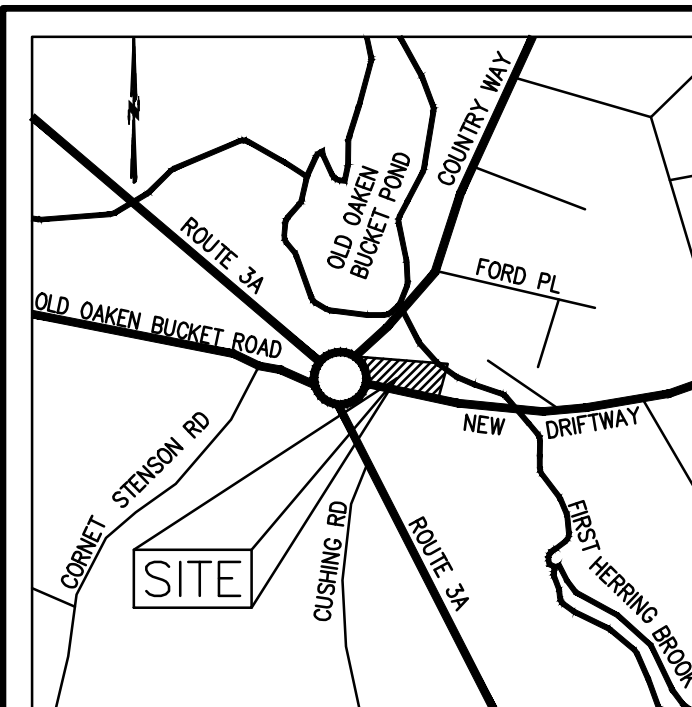 N
COUNTRY WAY
OLD OAKEN
BUCKET POND
ROUTE 3A
FORD PL
OLD OAKEN BUCKET ROAD
NEW DRIFTWAY
CORNET STENSON RD
SITE
CUSHING RD
ROUTE 3A
FIRST HERRING BROOK